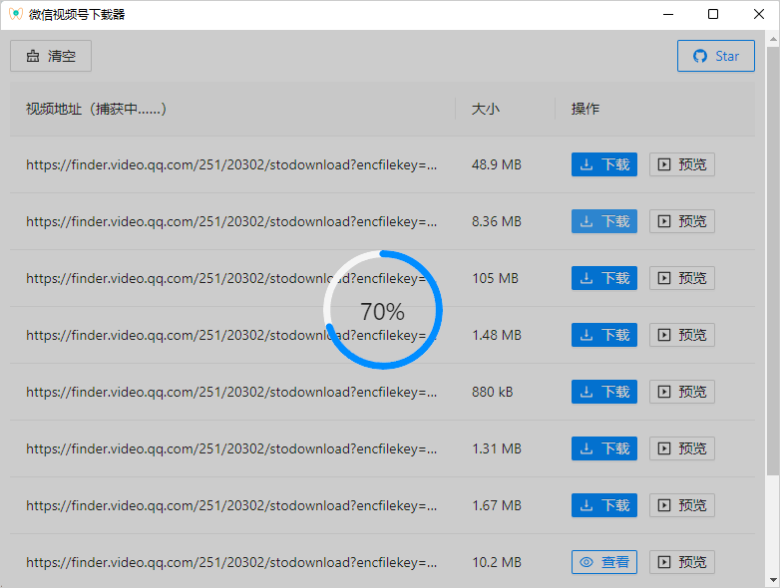 微信视频号下载器
清空 Star
视频地址（捕获中……） 大小 操作
https://finder.video.qq.com/251/20302/stodownload?encfilekey=... 48.9 MB 下载 预览
https://finder.video.qq.com/251/20302/stodownload?encfilekey=... 8.36 MB 下载 预览
https://finder.video.qq.com/251/20302/stodownload?encfilekey=... 105 MB 下载 预览
70%
https://finder.video.qq.com/251/20302/stodownload?encfilekey=... 1.48 MB 下载 预览
https://finder.video.qq.com/251/20302/stodownload?encfilekey=... 880 kB 下载 预览
https://finder.video.qq.com/251/20302/stodownload?encfilekey=... 1.31 MB 下载 预览
https://finder.video.qq.com/251/20302/stodownload?encfilekey=... 1.67 MB 下载 预览
https://finder.video.qq.com/251/20302/stodownload?encfilekey=... 10.2 MB 查看 预览